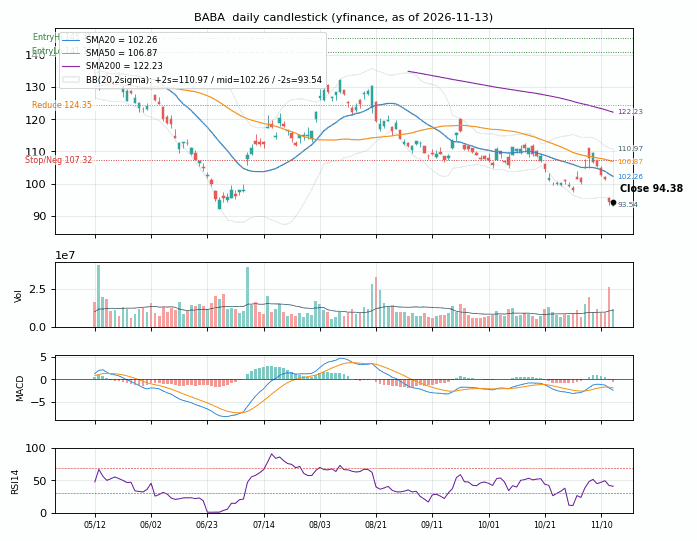 BABA daily candlestick (yfinance, as of 2026-11-13)
SMA20 = 102.26
SMA50 = 106.87
SMA200 = 122.23
BB(20,2sigma): +2s=110.97 / mid=102.26 / -2s=93.54
Reduce 124.35
Stop/Neg 107.32
130
120
110
100
90
122.23
110.97
106.87
102.26
Close 94.38
93.54
1e7
Vol
2.5
0.0
MACD
5
0
−5
RSI14
100
50
0
05/12 06/02 06/23 07/14 08/03 08/21 09/11 10/01 10/21 11/10